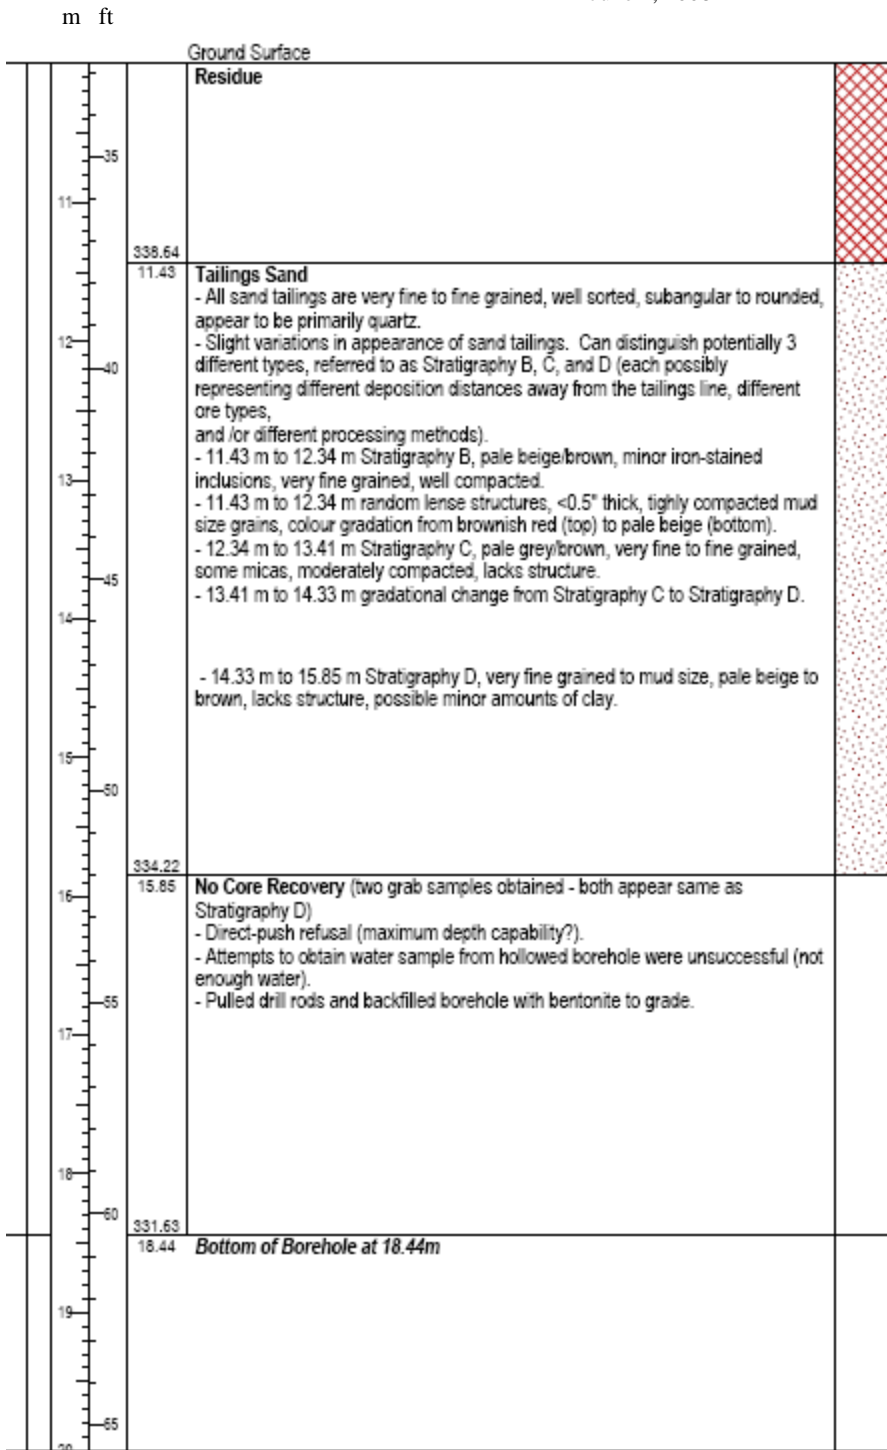 m ft
Ground Surface
Residue
35
11
338.64
11.43 Tailings Sand
- All sand tailings are very fine to fine grained, well sorted, subangular to rounded,
appear to be primarily quartz.
- Slight variations in appearance of sand tailings. Can distinguish potentially 3
12
different types, referred to as Stratigraphy B, C, and D (each possibly
40
representing different deposition distances away from the tailings line, different
ore types,
and /or different processing methods).
- 11.43 m to 12.34 m Stratigraphy B, pale beige/brown, minor iron-stained
13
inclusions, very fine grained, well compacted.
- 11.43 m to 12.34 m random lense structures, <0.5" thick, tighly compacted mud
size grains, colour gradation from brownish red (top) to pale beige (bottom).
- 12.34 m to 13.41 m Stratigraphy C, pale grey/brown, very fine to fine grained,
some micas, moderately compacted, lacks structure.
45
- 13.41 m to 14.33 m gradational change from Stratigraphy C to Stratigraphy D.
14
- 14.33 m to 15.85 m Stratigraphy D, very fine grained to mud size, pale beige to
brown, lacks structure, possible minor amounts of clay.
15
50
334.22
15.85 No Core Recovery (two grab samples obtained - both appear same as
16
Stratigraphy D)
- Direct-push refusal (maximum depth capability?).
- Attempts to obtain water sample from hollowed borehole were unsuccessful (not
enough water).
55
- Pulled drill rods and backfilled borehole with bentonite to grade.
17
18
60
331.63
18.44 Bottom of Borehole at 18.44m
19
65